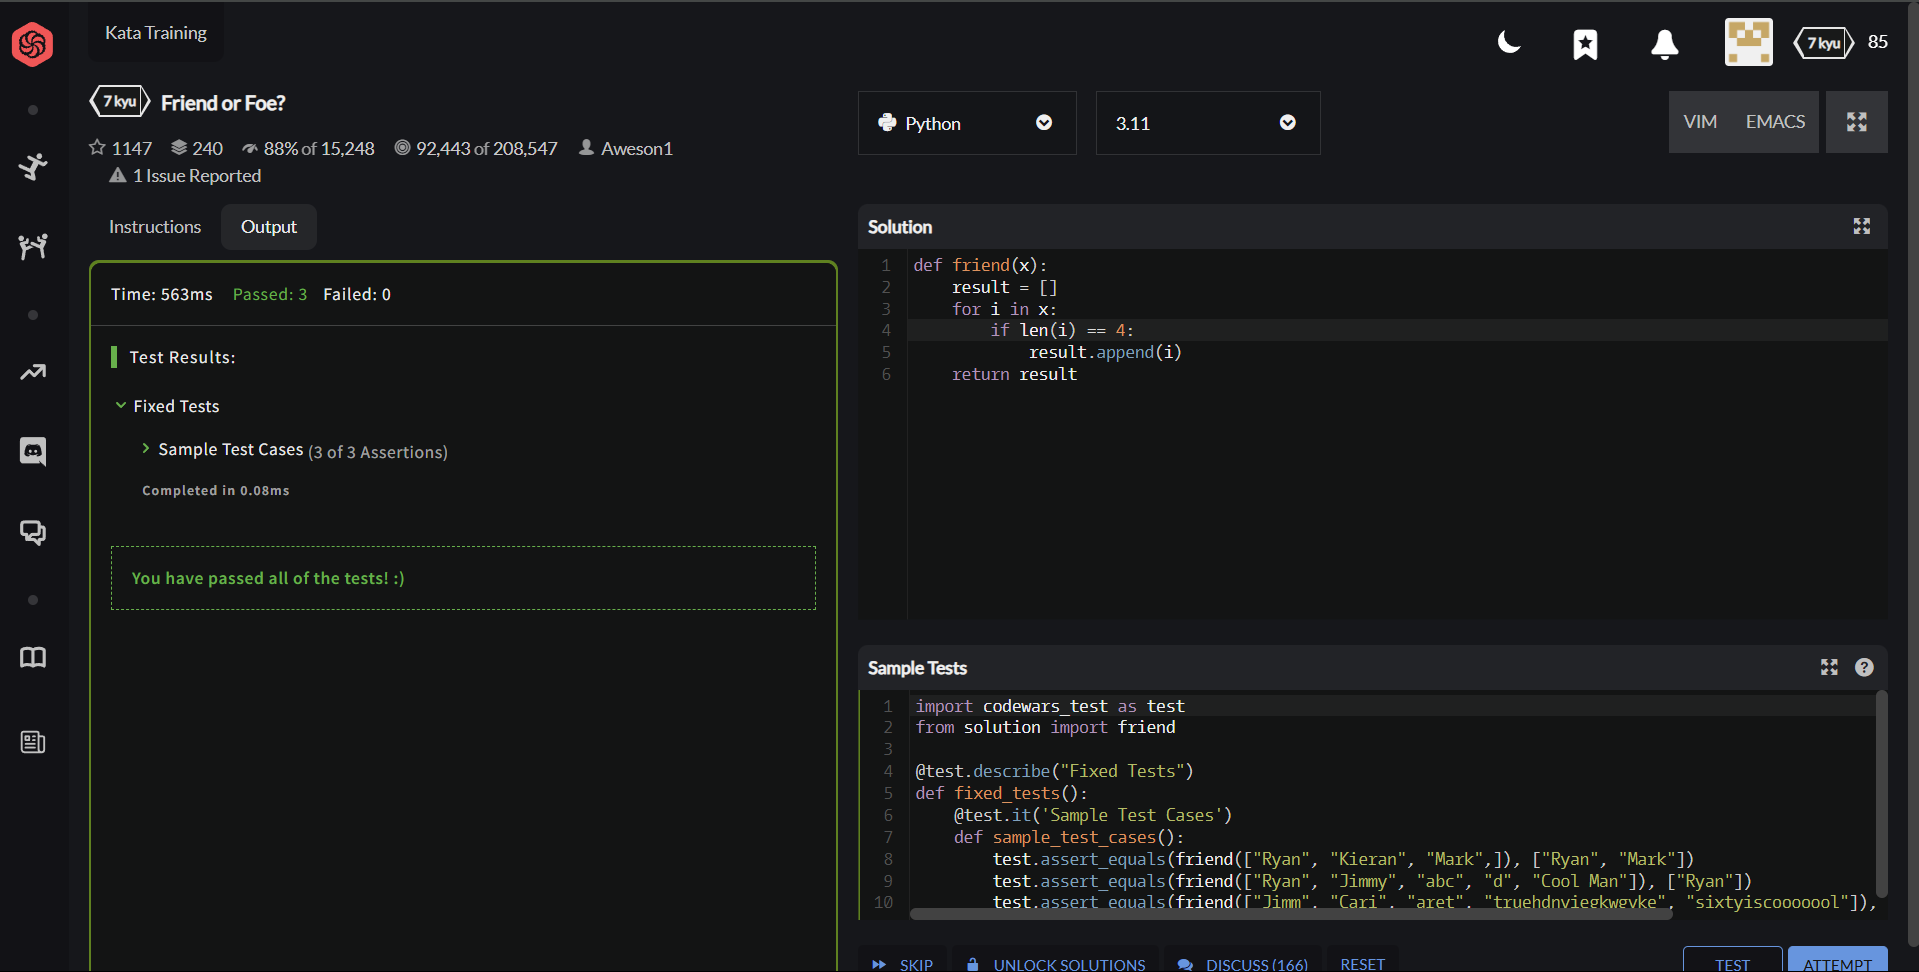 Kata Training
7 kyu 85
7 kyu Friend or Foe?
1147 240 88% of 15,248 92,443 of 208,547 Aweson1
1 Issue Reported
Instructions Output
Time: 563ms Passed: 3 Failed: 0
Test Results:
Fixed Tests
Sample Test Cases (3 of 3 Assertions)
Completed in 0.08ms
You have passed all of the tests! :)
Python 3.11 VIM EMACS
Solution
1 def friend(x):
2     result = []
3     for i in x:
4         if len(i) == 4:
5             result.append(i)
6     return result
Sample Tests ?
1 import codewars_test as test
2 from solution import friend
3
4 @test.describe("Fixed Tests")
5 def fixed_tests():
6     @test.it('Sample Test Cases')
7     def sample_test_cases():
8         test.assert_equals(friend(["Ryan", "Kieran", "Mark",]), ["Ryan", "Mark"])
9         test.assert_equals(friend(["Ryan", "Jimmy", "abc", "d", "Cool Man"]), ["Ryan"])
10         test.assert_equals(friend(["Jimm", "Cari", "aret", "truehdnviegkwgvke", "sixtyiscooooool"]),
SKIP UNLOCK SOLUTIONS DISCUSS (166) RESET TEST ATTEMPT